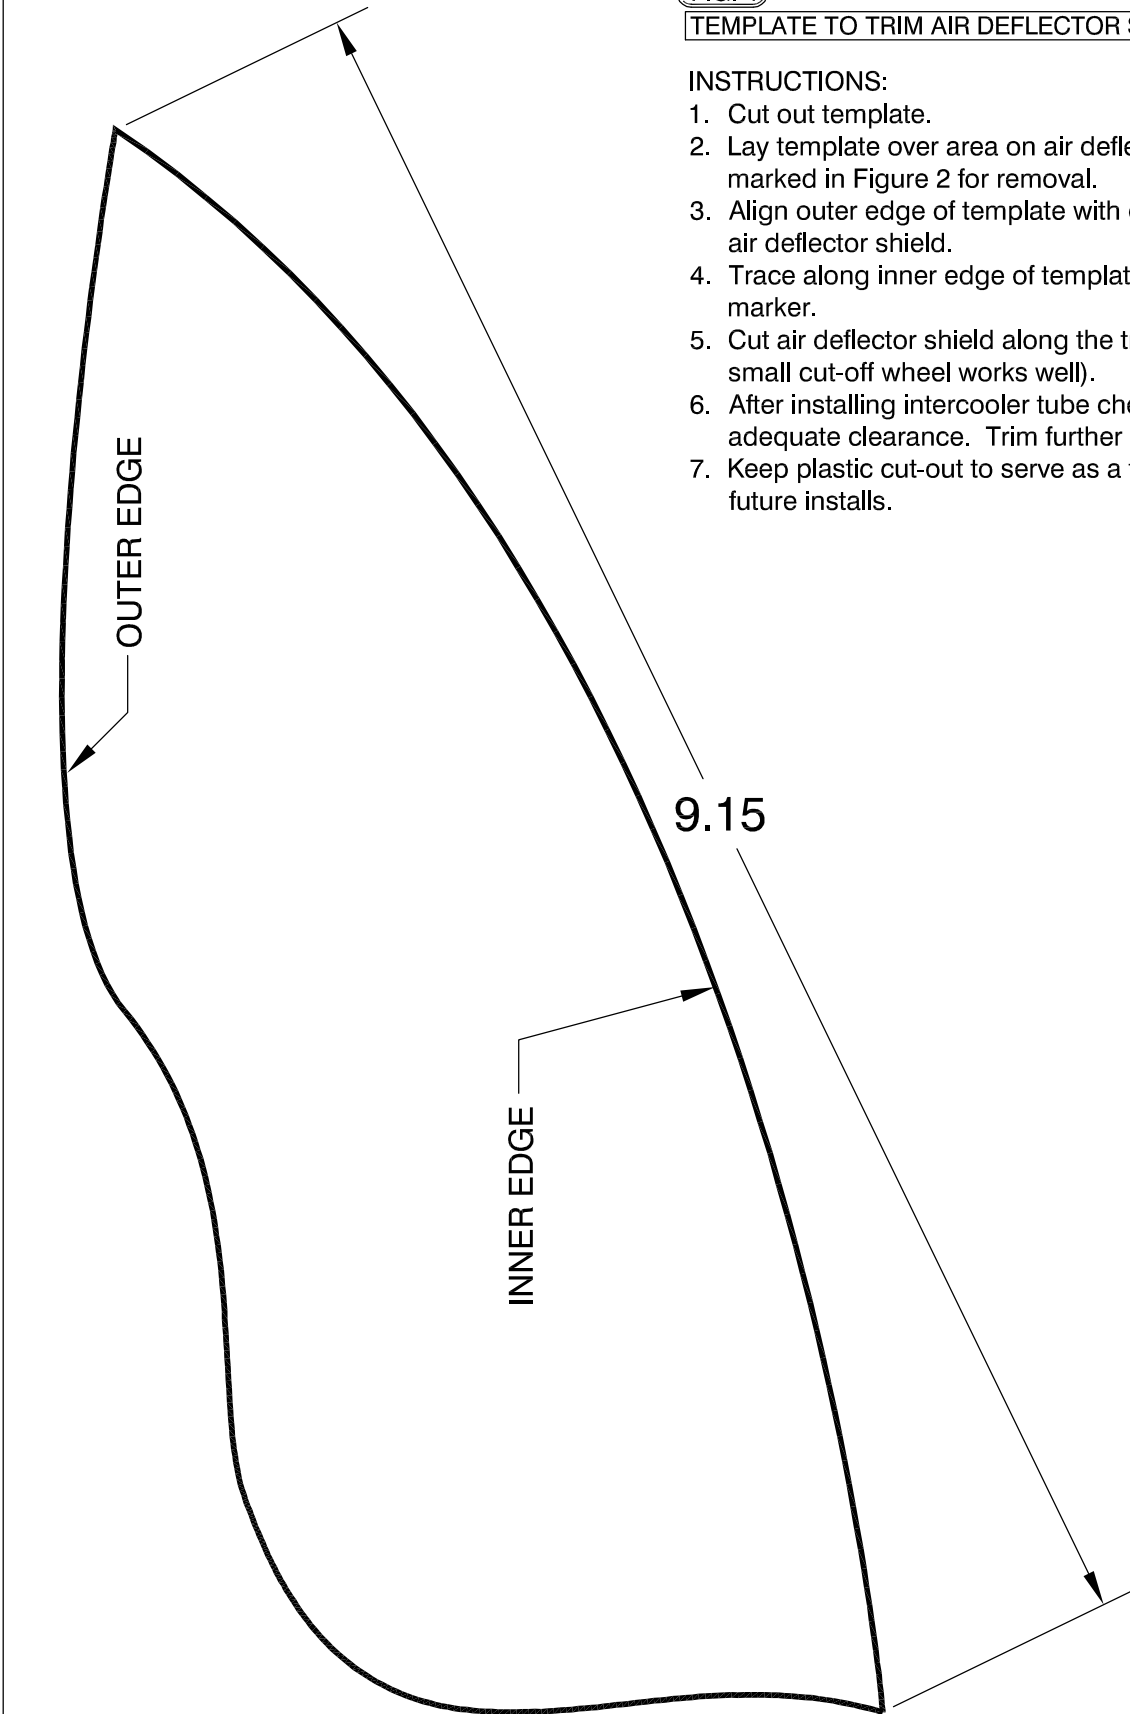 TEMPLATE TO TRIM AIR DEFLECTOR
INSTRUCTIONS:
1. Cut out template.
2. Lay template over area on air
marked in Figure 2 for removal.
3. Align outer edge of template with
air deflector shield.
4. Trace along inner edge of
marker.
5. Cut air deflector shield along the
small cut-off wheel works well).
6. After installing intercooler tube
adequate clearance. Trim further
7. Keep plastic cut-out to serve as a
future installs.
OUTER EDGE
9.15
INNER EDGE